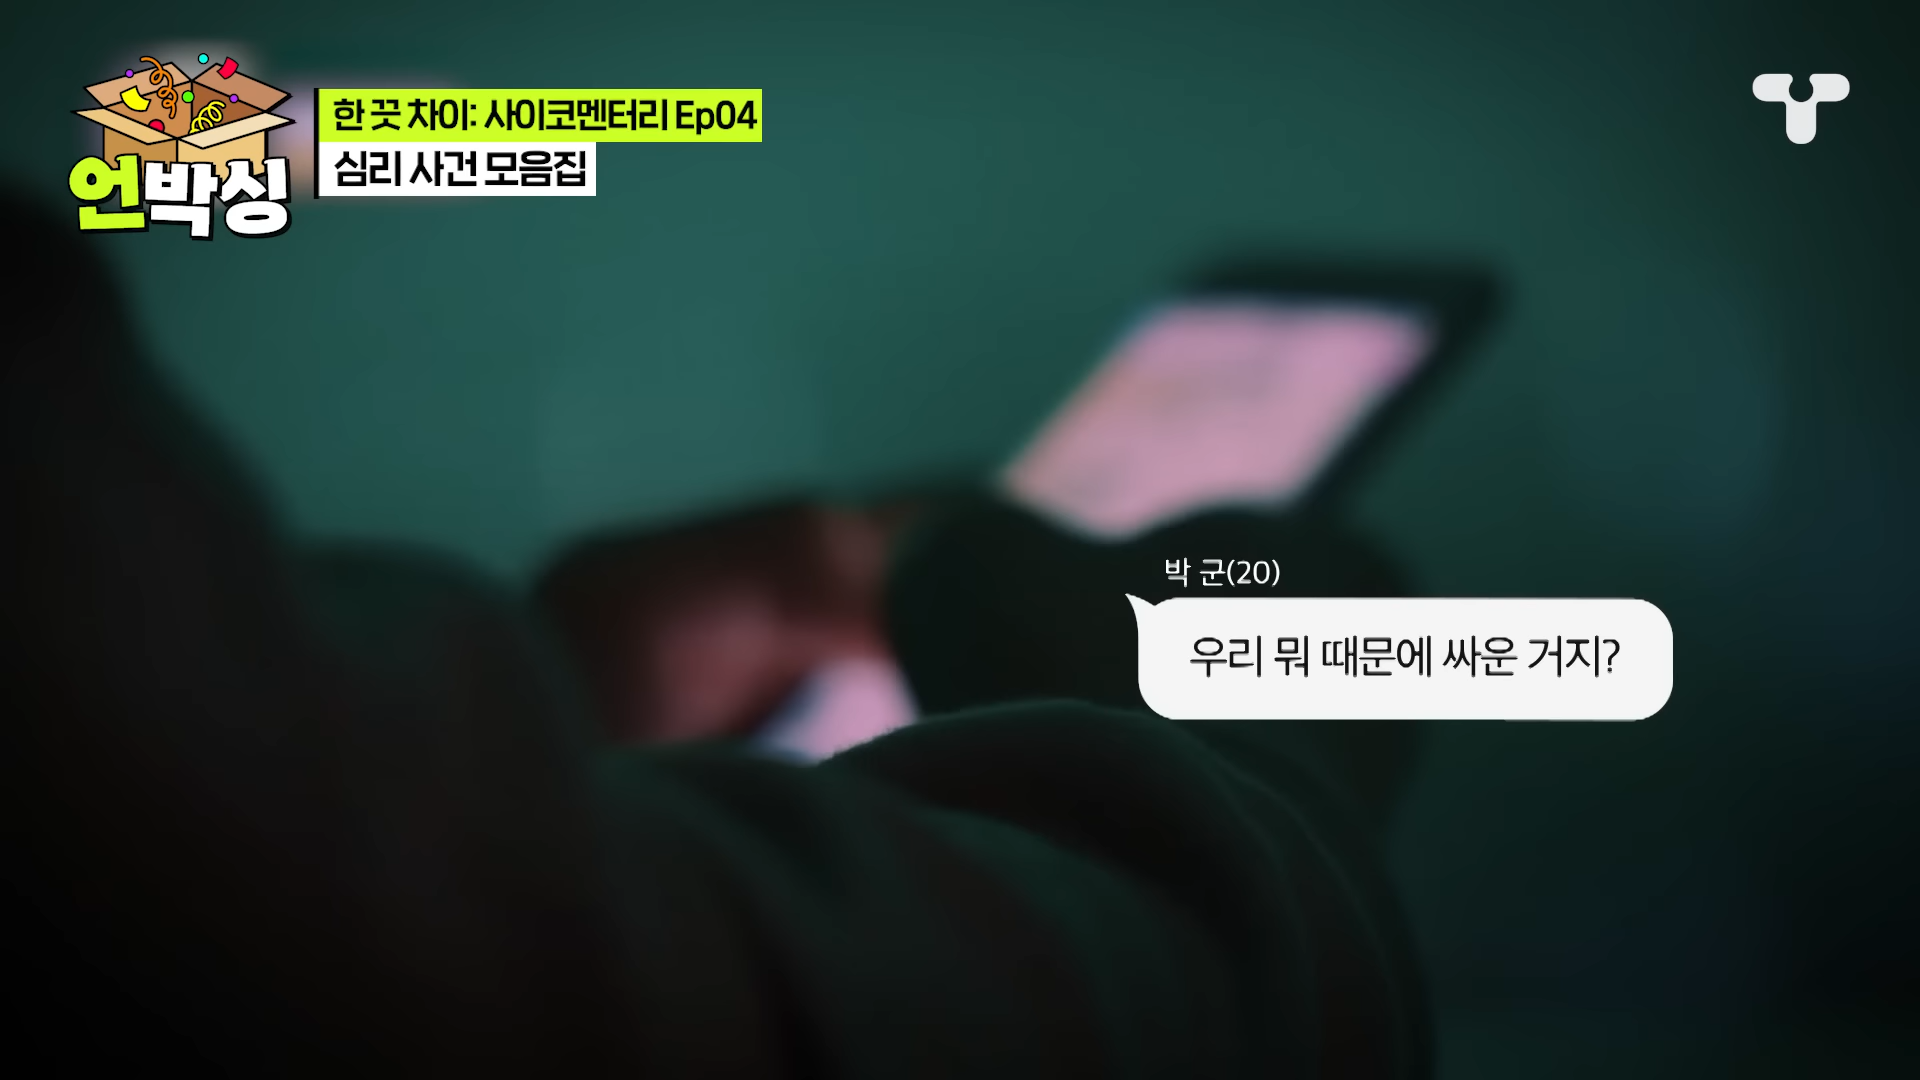 언박싱
한 끗 차이: 사이코멘터리 Ep04
심리 사건 모음집
박 군(20)
우리 뭐 때문에 싸운 거지?